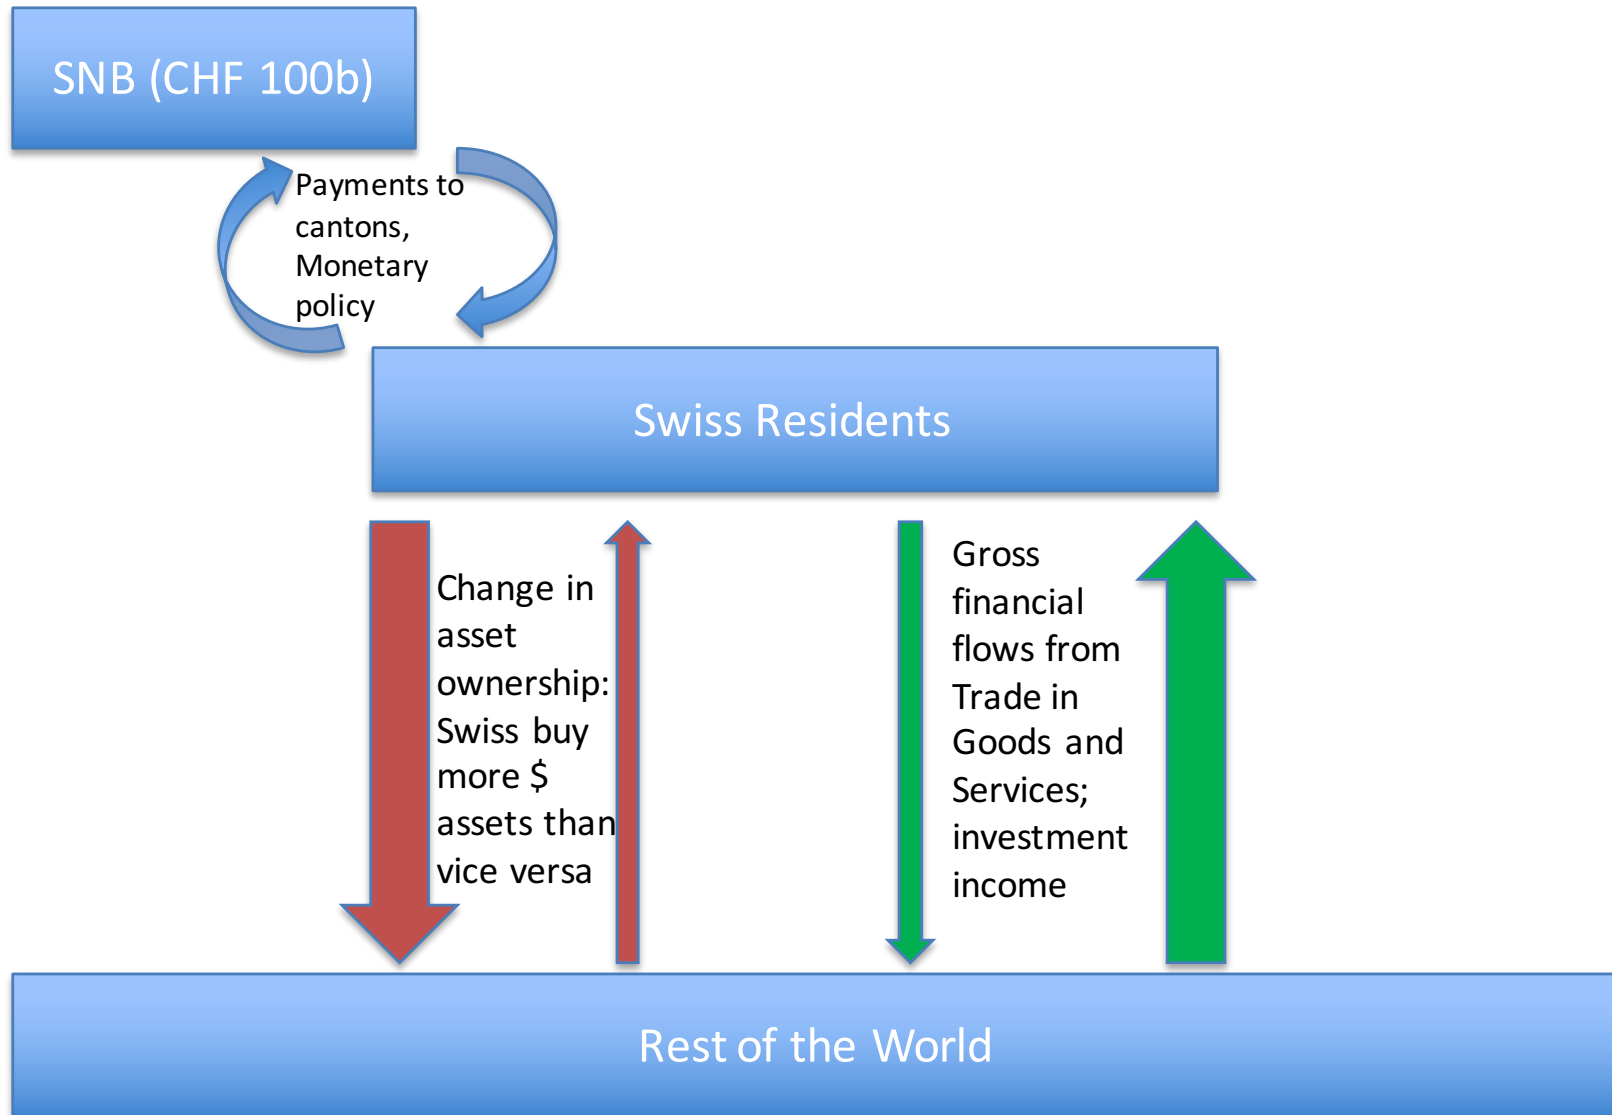 SNB (CHF 100b)
Payments to
cantons,
Monetary
policy
Swiss Residents
Change in
asset
ownership:
Swiss buy
more $
assets than
vice versa
Gross
financial
flows from
Trade in
Goods and
Services;
investment
income
Rest of the World